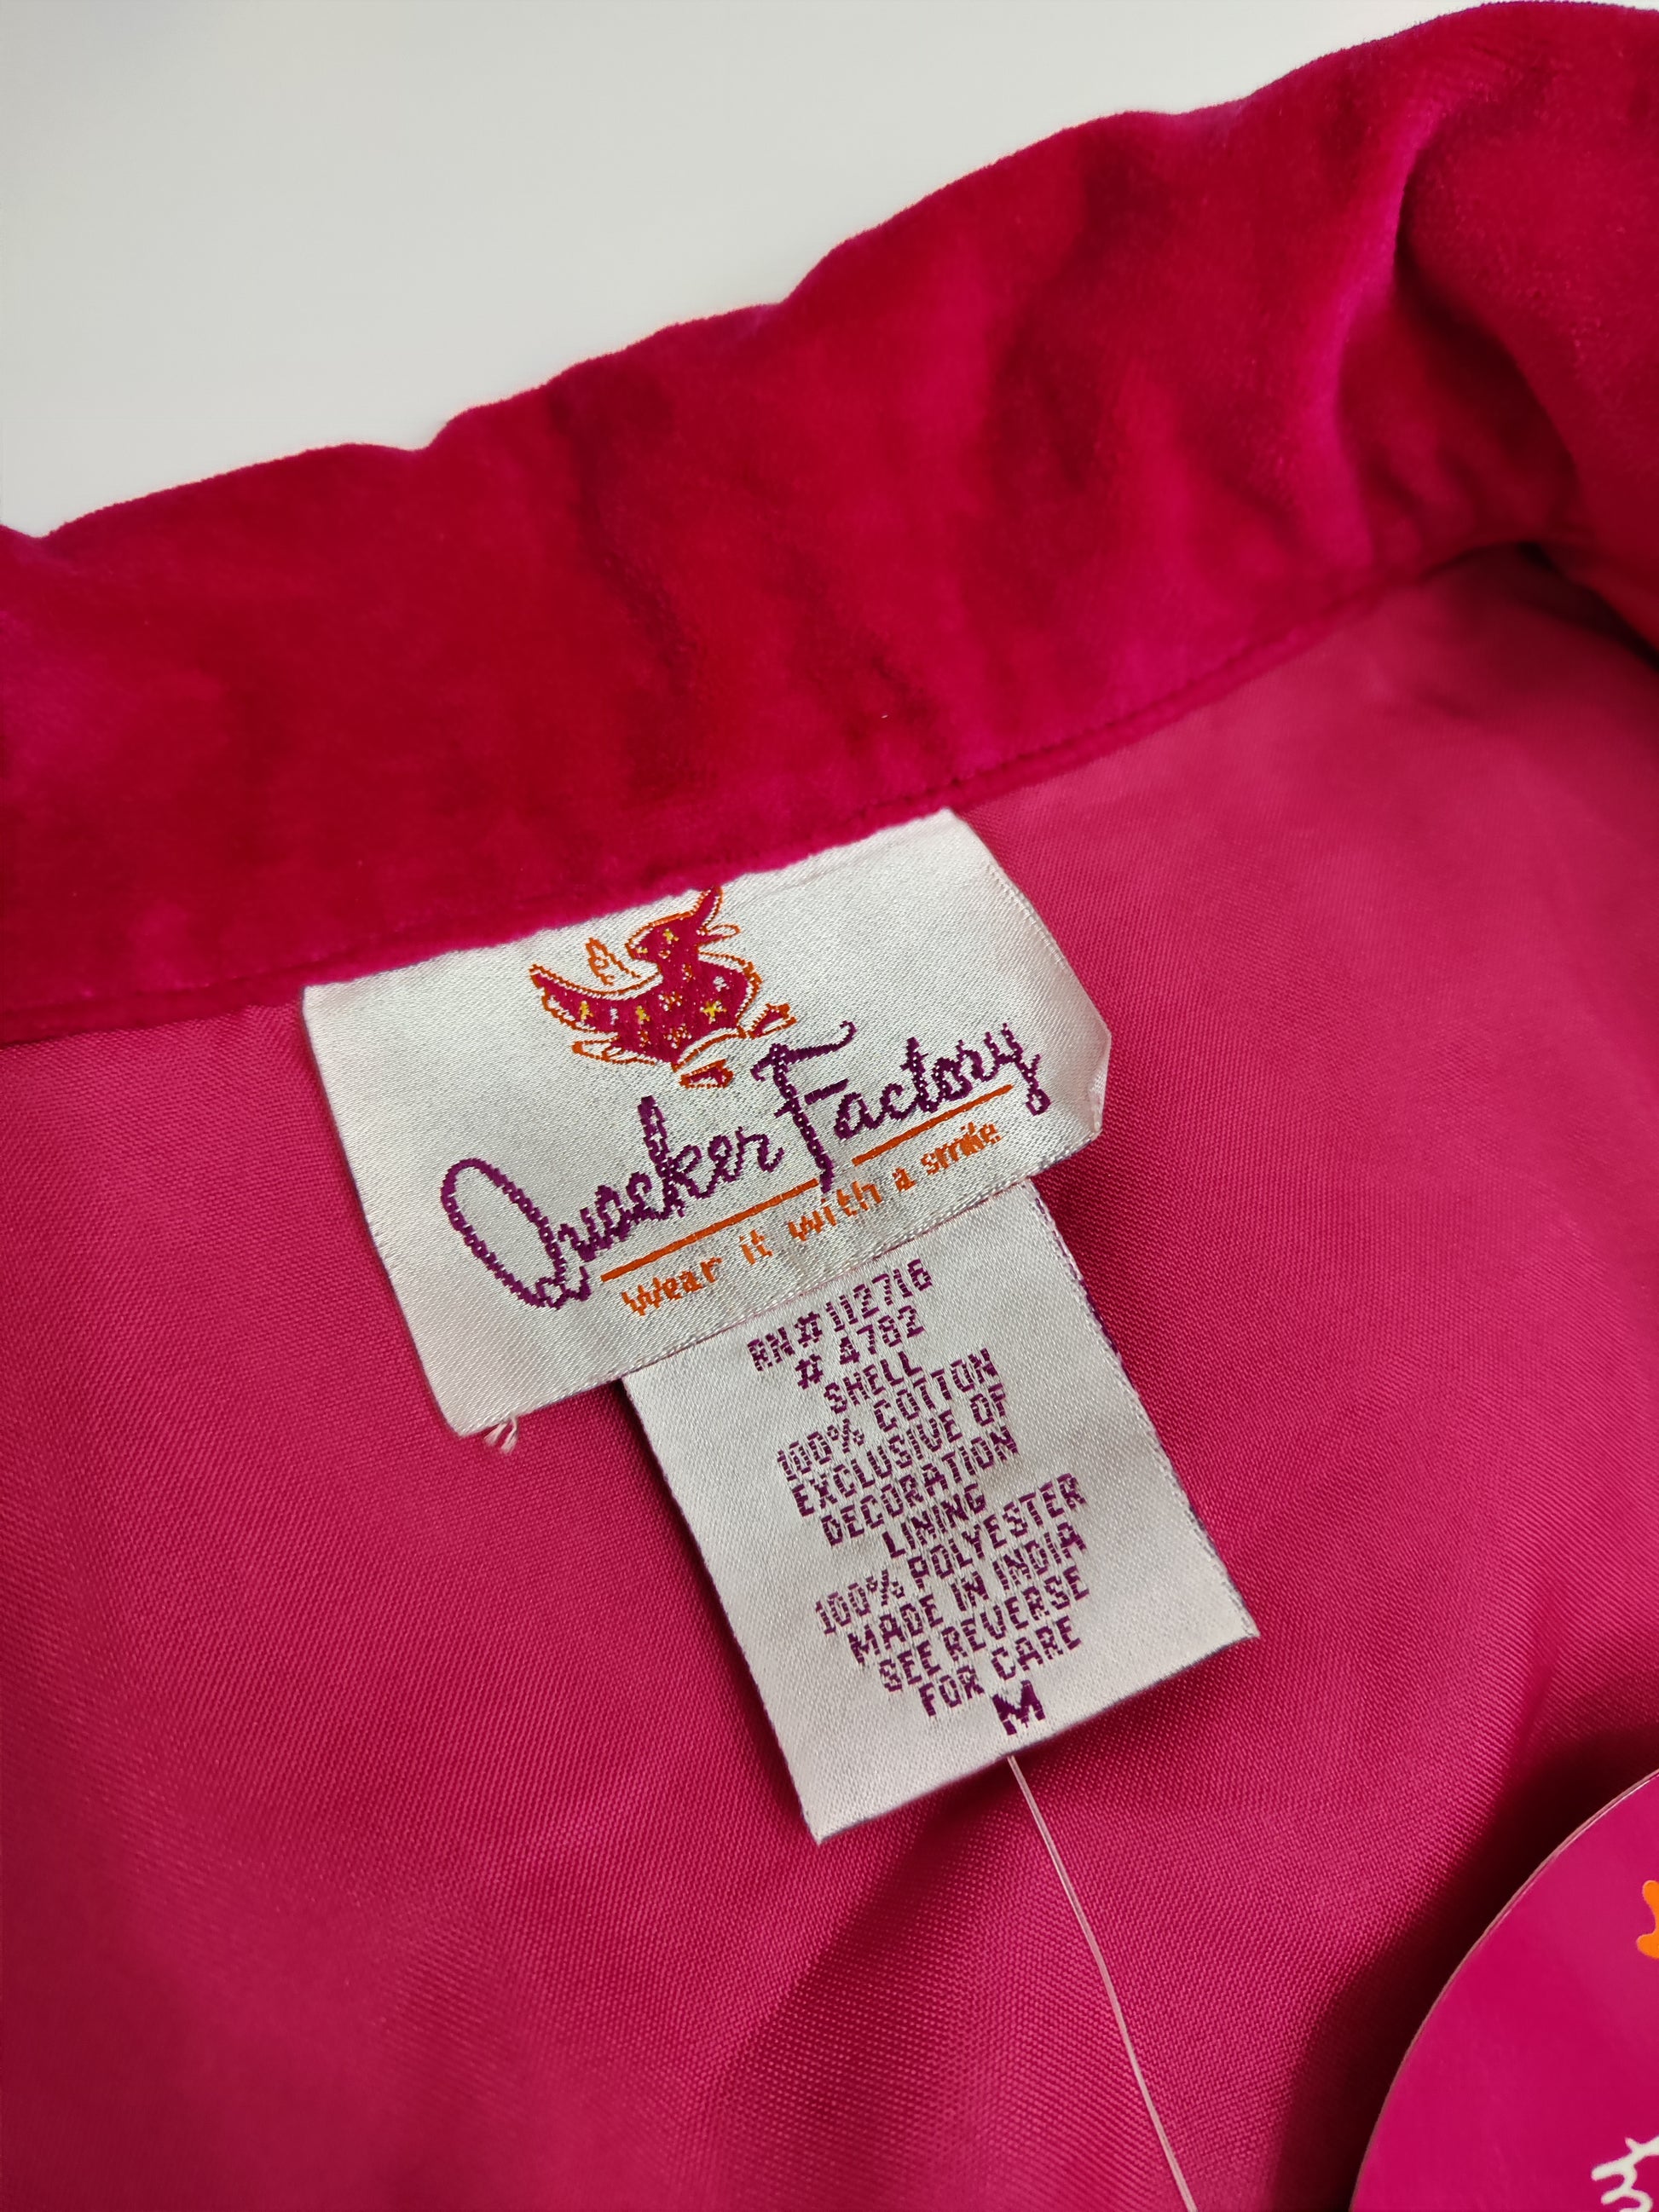 Quacker Factory
Wear it with a smile
RN#112716
# 4782
SHELL
100% COTTON
EXCLUSIVE OF
DECORATION
LINING
100% POLYESTER
MADE IN INDIA
SEE REVERSE
FOR CARE
M